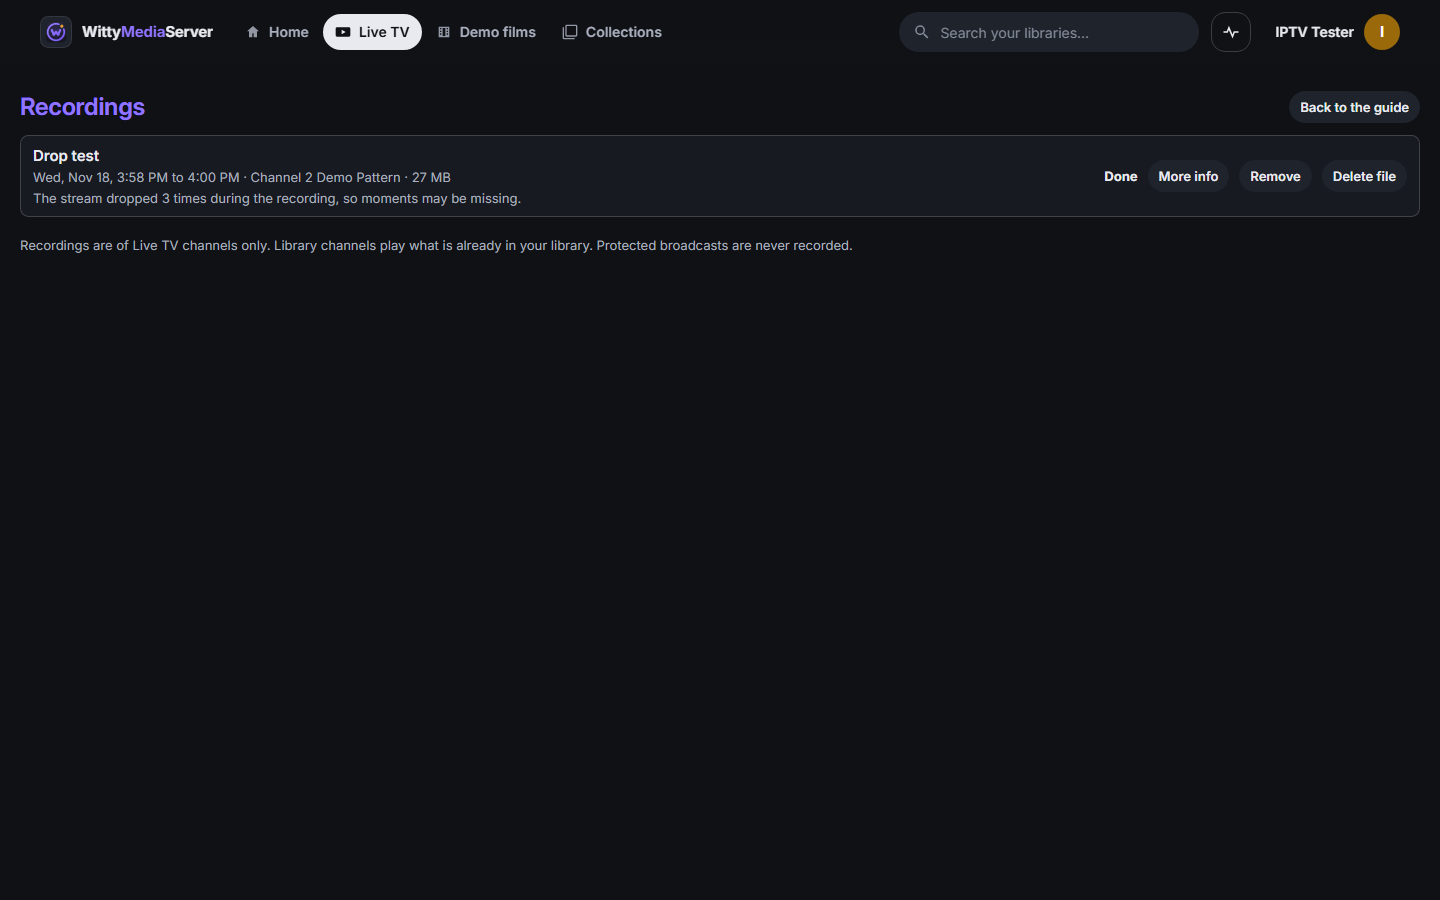 WittyMediaServer
Home
Live TV
Demo films
Collections
Search your libraries...
IPTV Tester
I
Recordings
Back to the guide
Drop test
Wed, Nov 18, 3:58 PM to 4:00 PM · Channel 2 Demo Pattern · 27 MB
The stream dropped 3 times during the recording, so moments may be missing.
Done
More info
Remove
Delete file
Recordings are of Live TV channels only. Library channels play what is already in your library. Protected broadcasts are never recorded.